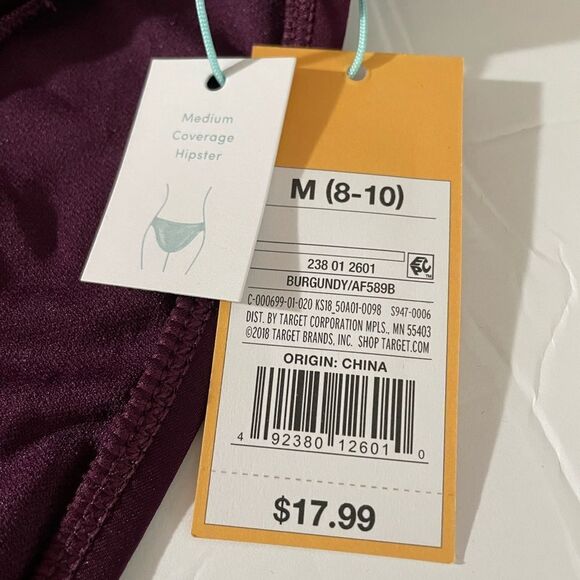 Medium
Coverage
Hipster
M (8-10)
238 01 2601
BURGUNDY/AF589B
C-000699-01-020 KS18_50A01-0098 S947-0006
DIST. BY TARGET CORPORATION MPLS., MN 55403
©2018 TARGET BRANDS, INC. SHOP TARGET.COM
ORIGIN: CHINA
4 92380 12601 0
$17.99